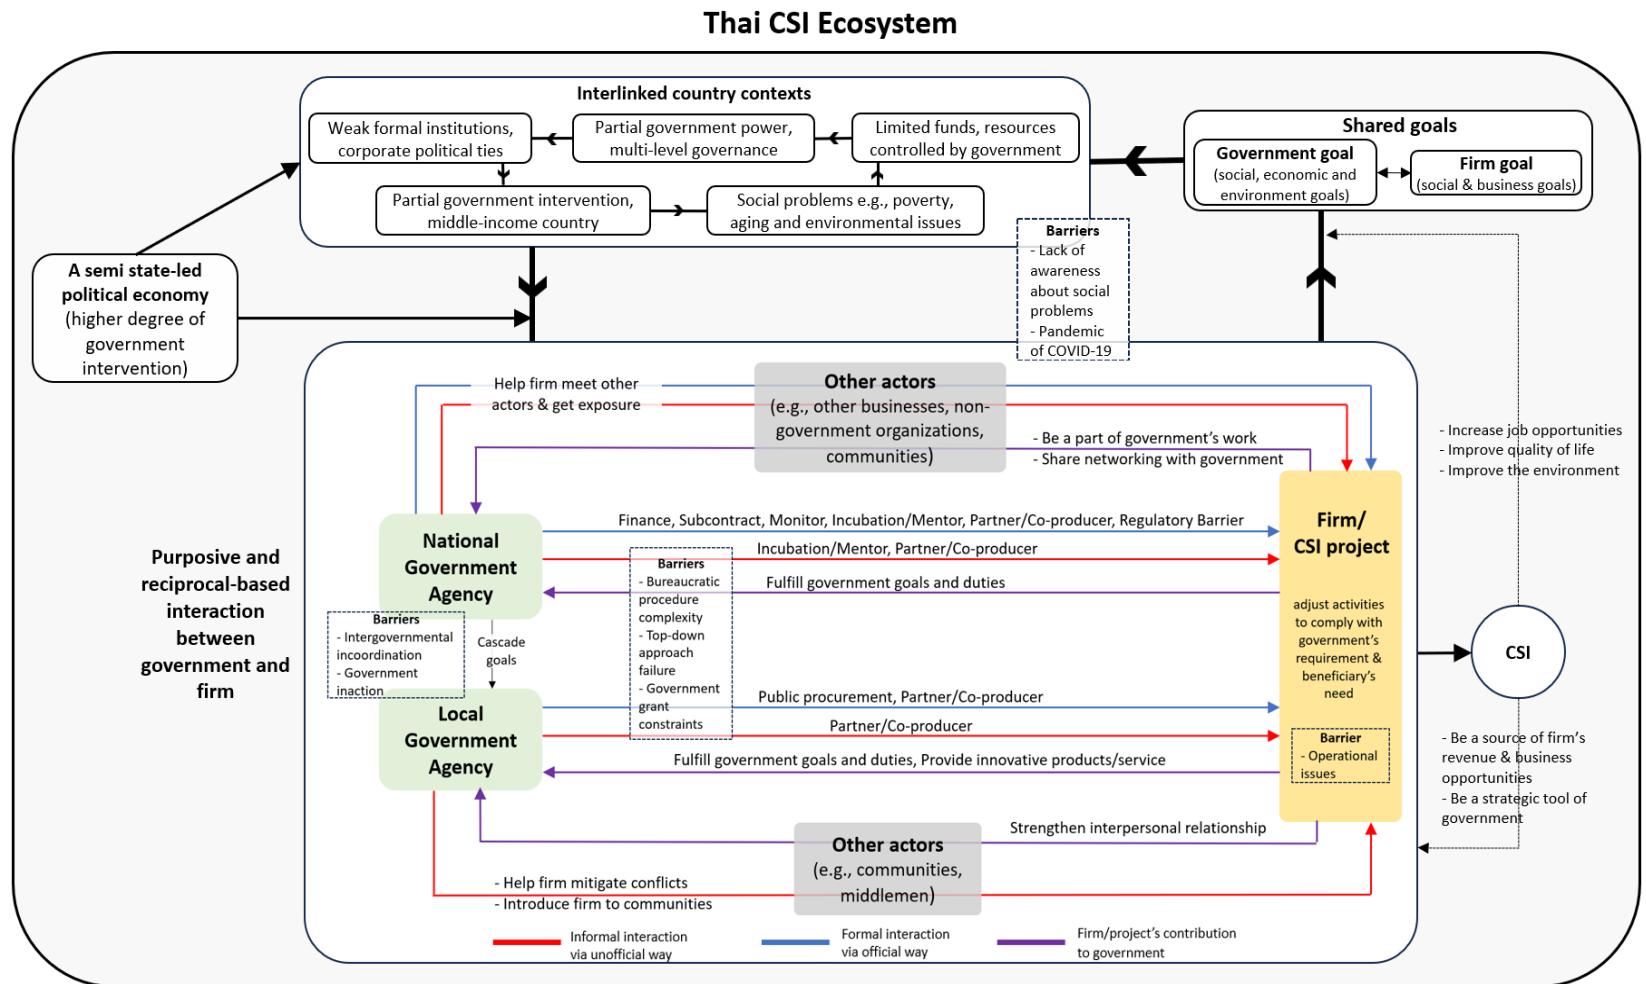 Thai CSI Ecosystem
Interlinked country contexts
Weak formal institutions,
corporate political ties
Partial government power,
multi-level governance
Limited funds, resources
controlled by government
Partial government intervention,
middle-income country
Social problems e.g., poverty,
aging and environmental issues
Shared goals
Government goal
(social, economic and
environment goals)
Firm goal
(social & business goals)
A semi state-led
political economy
(higher degree of
government
intervention)
Barriers
- Lack of
awareness
about social
problems
- Pandemic
of COVID-19
Help firm meet other
actors & get exposure
Other actors
(e.g., other businesses, non-
government organizations,
communities)
- Be a part of government's work
- Share networking with government
- Increase job opportunities
- Improve quality of life
- Improve the environment
Purposive and
reciprocal-based
interaction
between
government and
firm
National
Government
Agency
Finance, Subcontract, Monitor, Incubation/Mentor, Partner/Co-producer, Regulatory Barrier
Incubation/Mentor, Partner/Co-producer
Fulfill government goals and duties
Barriers
- Bureaucratic
procedure
complexity
- Top-down
approach
failure
- Government
grant
constraints
Barriers
- Intergovernmental
incoordination
- Government
inaction
Cascade
goals
Local
Government
Agency
Public procurement, Partner/Co-producer
Partner/Co-producer
Fulfill government goals and duties, Provide innovative products/service
Firm/
CSI project
adjust activities
to comply with
government's
requirement &
beneficiary's
need
Barrier
- Operational
issues
CSI
- Be a source of firm's
revenue & business
opportunities
- Be a strategic tool of
government
Strengthen interpersonal relationship
Other actors
(e.g., communities,
middlemen)
- Help firm mitigate conflicts
- Introduce firm to communities
Informal interaction
via unofficial way
Formal interaction
via official way
Firm/project's contribution
to government